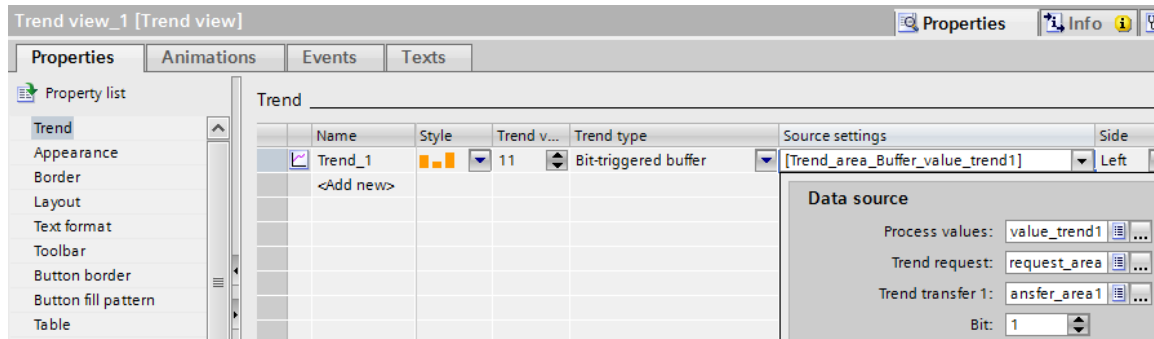 Trend view_1 [Trend view]
Properties
Info
Properties
Animations
Events
Texts
Property list
Trend
Trend
Appearance
Border
Layout
Text format
Toolbar
Button border
Button fill pattern
Table
Name Style Trend v... Trend type Source settings Side
Trend_1 11 Bit-triggered buffer [Trend_area_Buffer_value_trend1] Left
<Add new>
Data source
Process values: value_trend1 ...
Trend request: request_area ...
Trend transfer 1: ansfer_area1 ...
Bit: 1